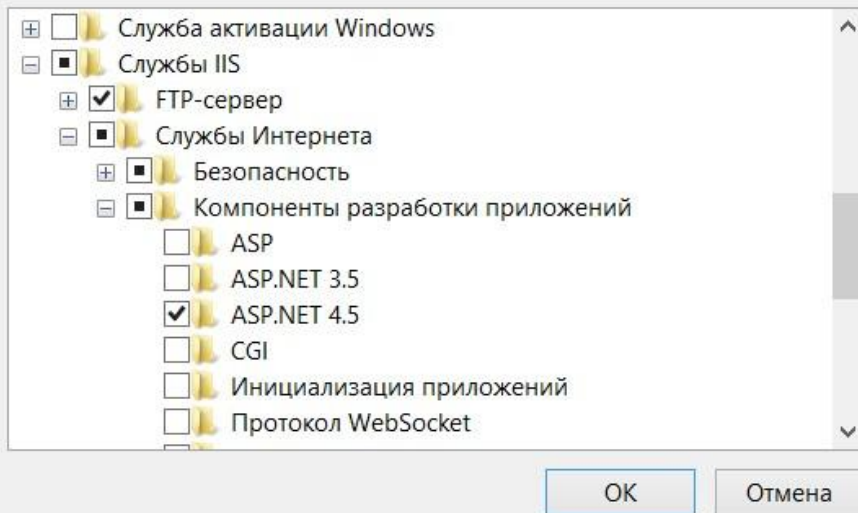 Служба активации Windows
Службы IIS
FTP-сервер
Службы Интернета
Безопасность
Компоненты разработки приложений
ASP
ASP.NET 3.5
ASP.NET 4.5
CGI
Инициализация приложений
Протокол WebSocket
ОК
Отмена